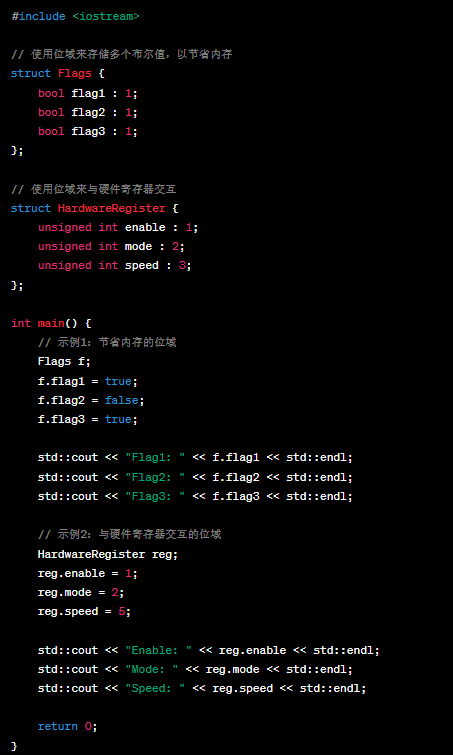 #include <iostream>

// 使用位域来存储多个布尔值，以节省内存
struct Flags {
    bool flag1 : 1;
    bool flag2 : 1;
    bool flag3 : 1;
};

// 使用位域来与硬件寄存器交互
struct HardwareRegister {
    unsigned int enable : 1;
    unsigned int mode : 2;
    unsigned int speed : 3;
};

int main() {
    // 示例1：节省内存的位域
    Flags f;
    f.flag1 = true;
    f.flag2 = false;
    f.flag3 = true;

    std::cout << "Flag1: " << f.flag1 << std::endl;
    std::cout << "Flag2: " << f.flag2 << std::endl;
    std::cout << "Flag3: " << f.flag3 << std::endl;

    // 示例2：与硬件寄存器交互的位域
    HardwareRegister reg;
    reg.enable = 1;
    reg.mode = 2;
    reg.speed = 5;

    std::cout << "Enable: " << reg.enable << std::endl;
    std::cout << "Mode: " << reg.mode << std::endl;
    std::cout << "Speed: " << reg.speed << std::endl;

    return 0;
}